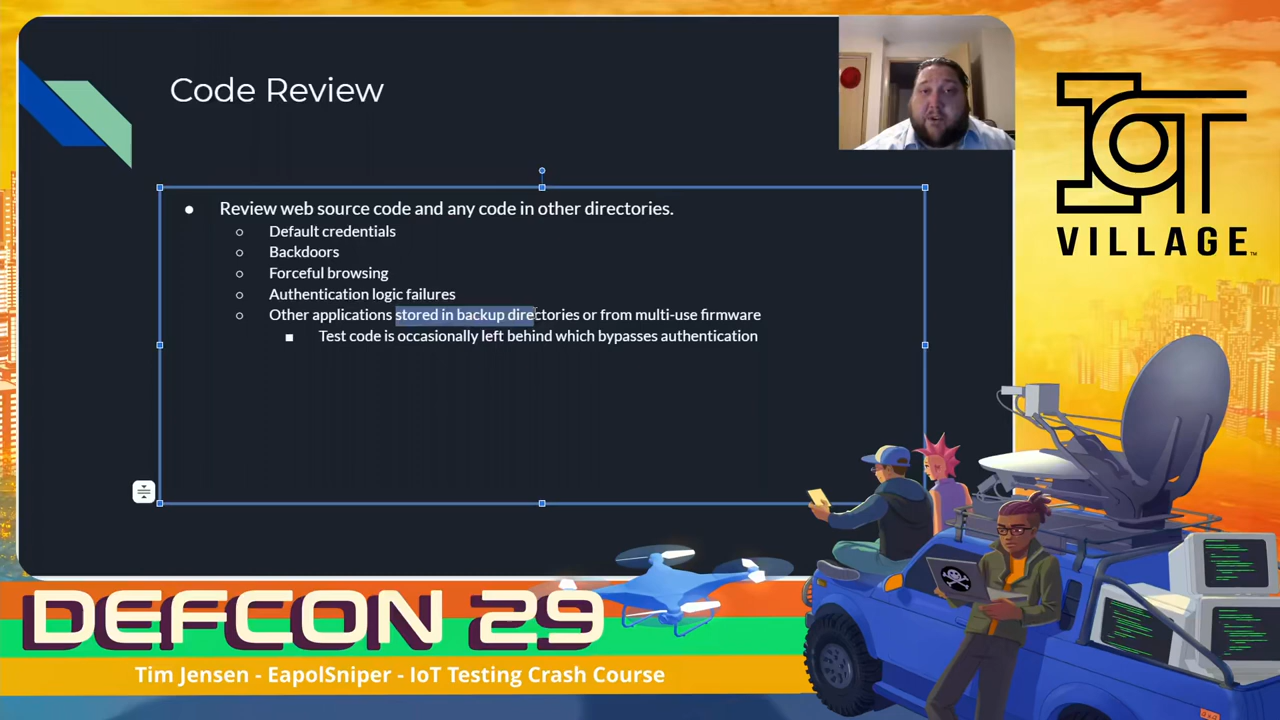 Code Review
Review web source code and any code in other directories.
Default credentials
Backdoors
Forceful browsing
Authentication logic failures
Other applications stored in backup directories or from multi-use firmware
Test code is occasionally left behind which bypasses authentication
IOT
VILLAGE™
DEFCON 29
Tim Jensen - EapolSniper - IoT Testing Crash Course